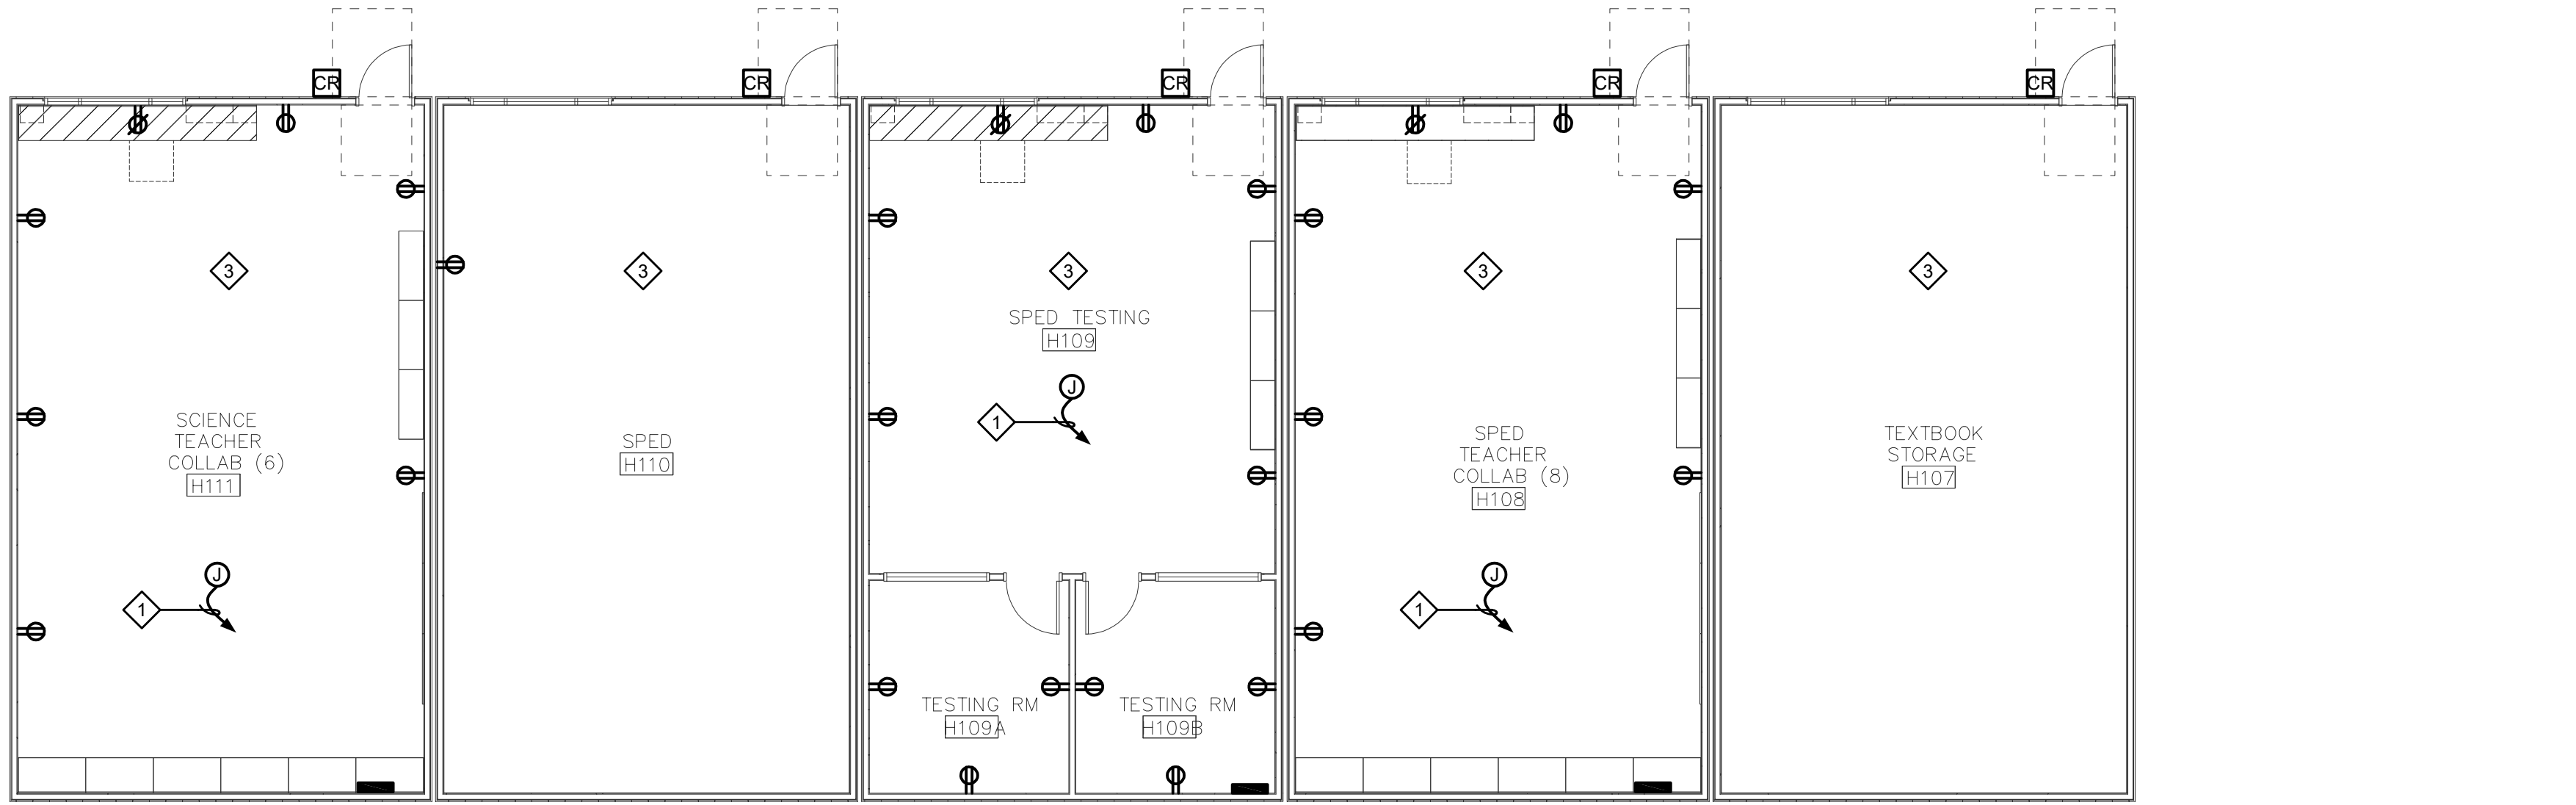 CR
CR
CR
CR
CR
3
3
3
3
3
SPED TESTING
H109
J
1
SCIENCE
TEACHER
COLLAB (6)
H111
SPED
H110
SPED
TEACHER
COLLAB (8)
H108
TEXTBOOK
STORAGE
H107
J
1
J
1
TESTING RM
H109A
TESTING RM
H109B